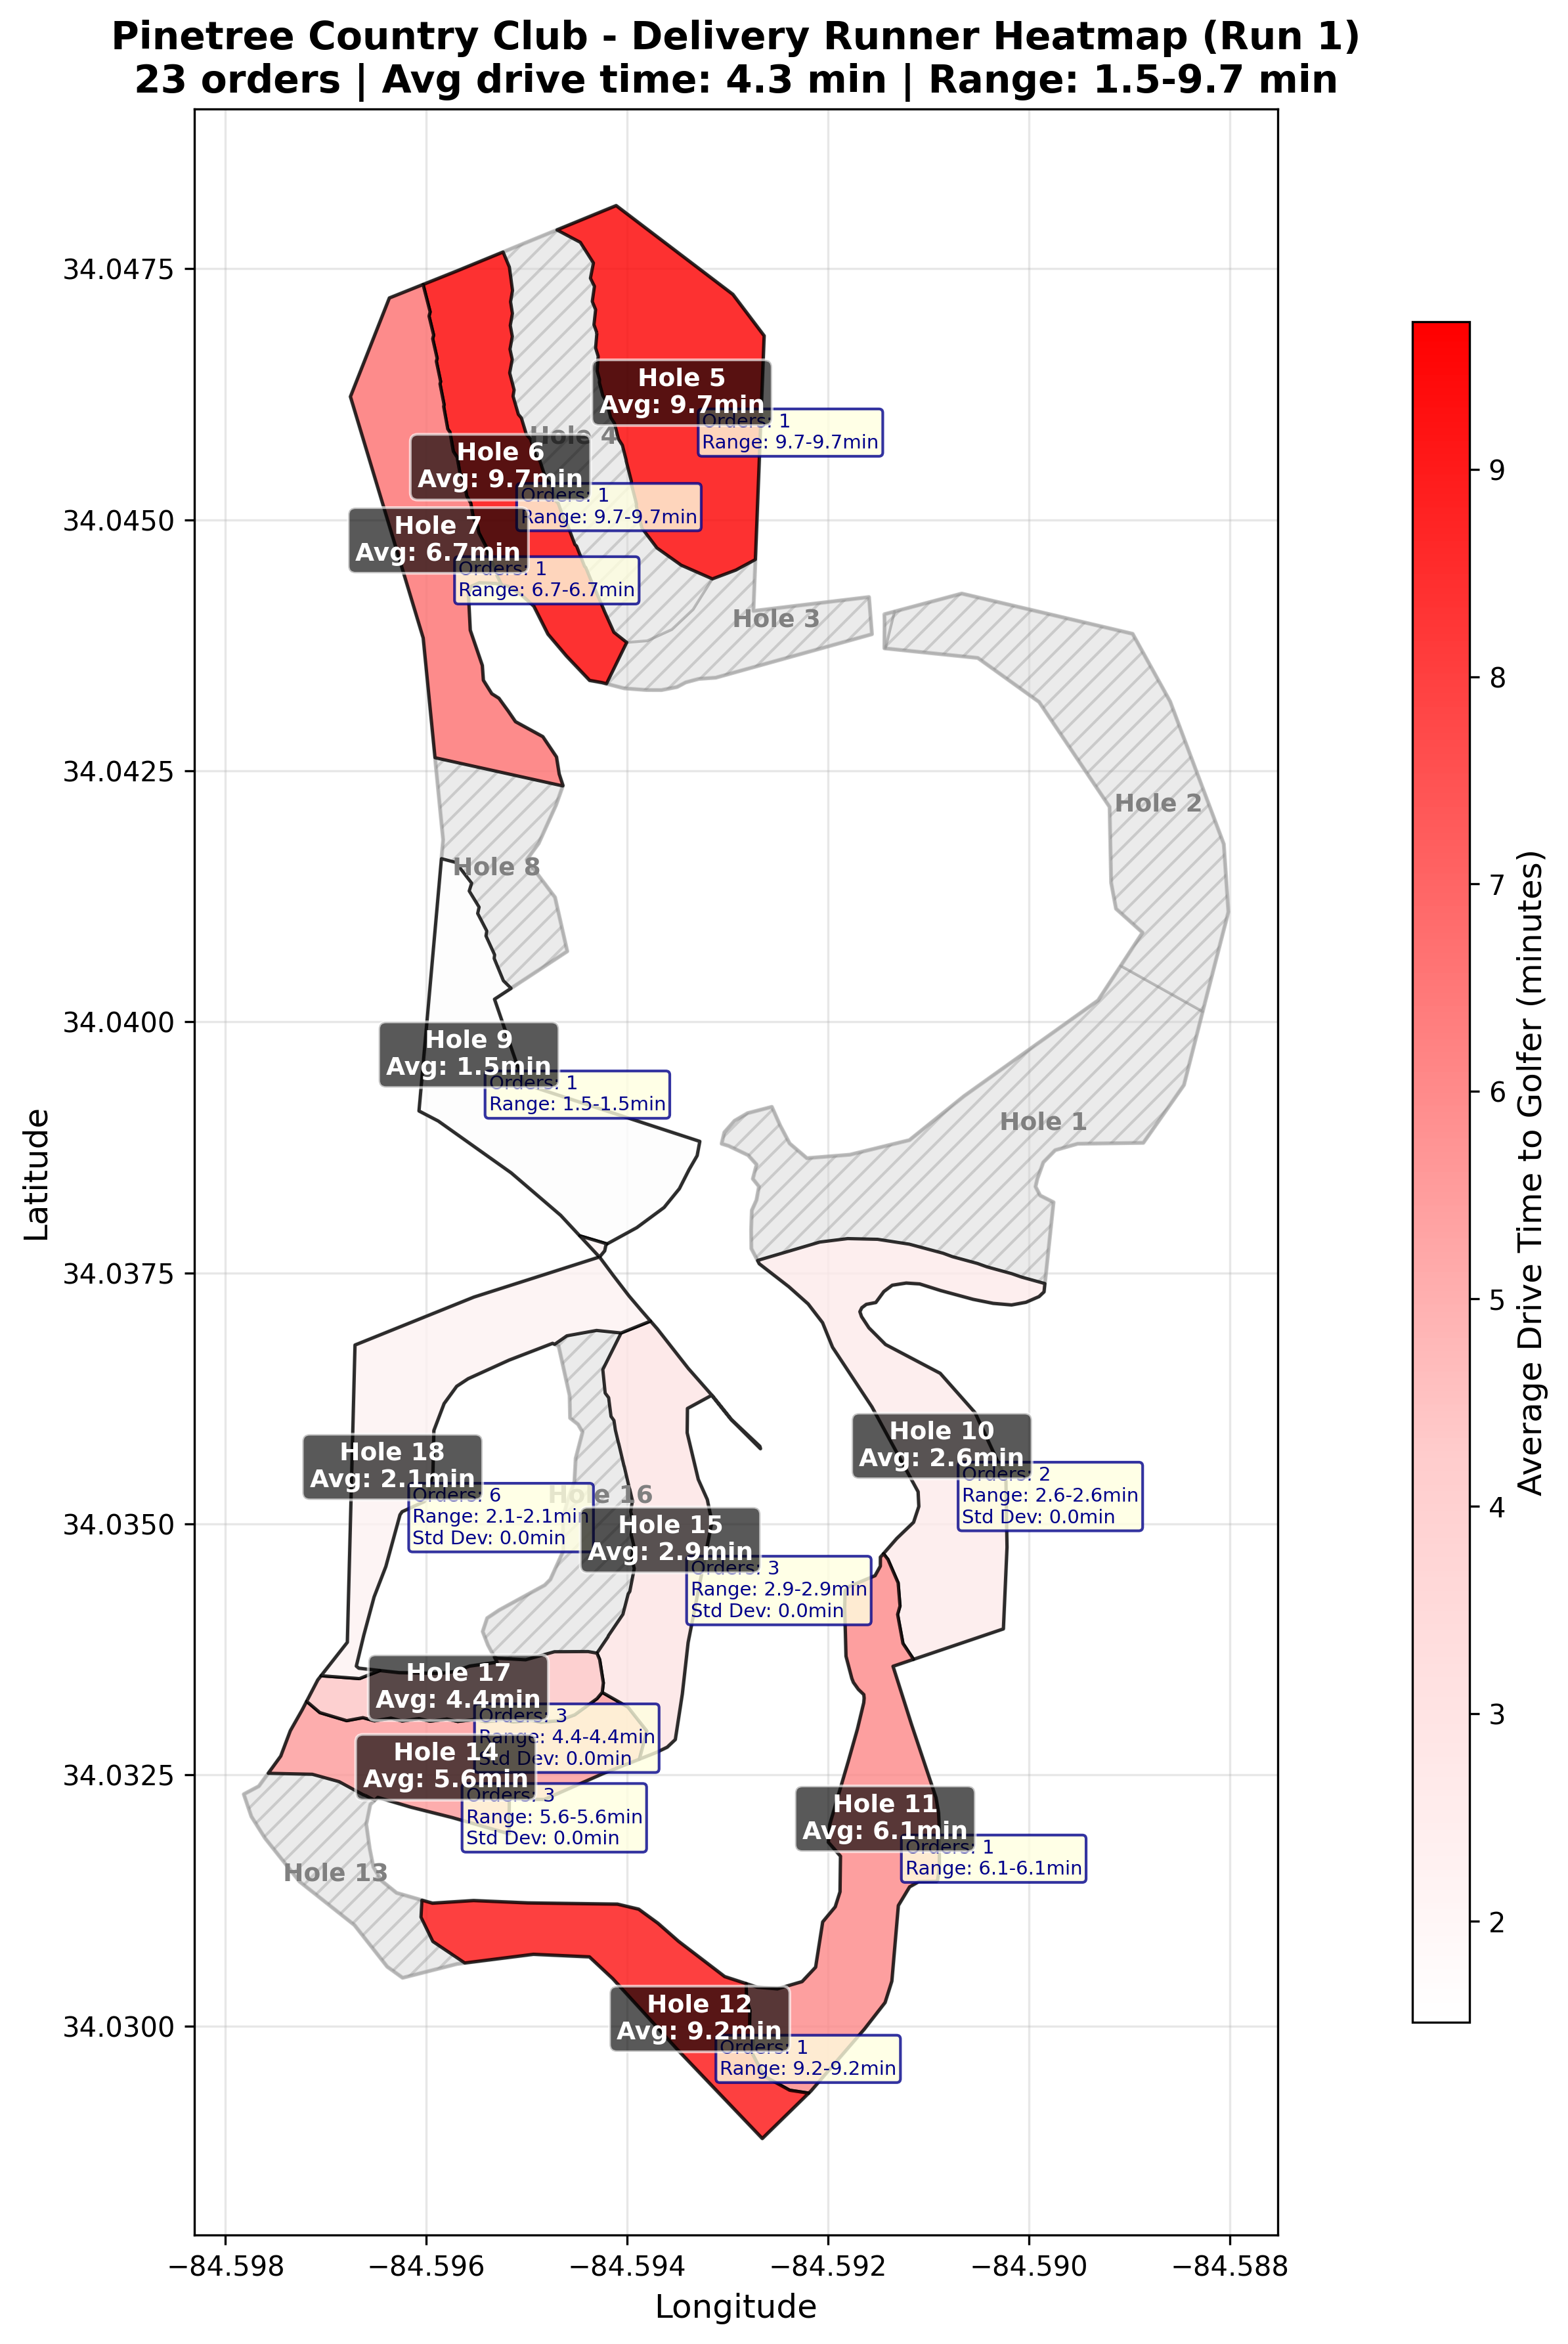 Pinetree Country Club - Delivery Runner Heatmap (Run 1)
23 orders | Avg drive time: 4.3 min | Range: 1.5-9.7 min
34.0475
34.0450
34.0425
34.0400
34.0375
34.0350
34.0325
34.0300
Latitude
Hole 5
Avg: 9.7min
Orders: 1
Range: 9.7-9.7min
Hole 4
Hole 6
Avg: 9.7min
Orders: 1
Range: 9.7-9.7min
Hole 7
Avg: 6.7min
Orders: 1
Range: 6.7-6.7min
Hole 3
Hole 2
Hole 8
Hole 9
Avg: 1.5min
Orders: 1
Range: 1.5-1.5min
Hole 1
Hole 10
Avg: 2.6min
Orders: 2
Range: 2.6-2.6min
Std Dev: 0.0min
Hole 18
Avg: 2.1min
Orders: 6
Range: 2.1-2.1min
Std Dev: 0.0min
Hole 16
Hole 15
Avg: 2.9min
Orders: 3
Range: 2.9-2.9min
Std Dev: 0.0min
Hole 17
Avg: 4.4min
Orders: 3
Range: 4.4-4.4min
Std Dev: 0.0min
Hole 14
Avg: 5.6min
Orders: 3
Range: 5.6-5.6min
Std Dev: 0.0min
Hole 11
Avg: 6.1min
Orders: 1
Range: 6.1-6.1min
Hole 13
Hole 12
Avg: 9.2min
Orders: 1
Range: 9.2-9.2min
−84.598
−84.596
−84.594
−84.592
−84.590
−84.588
Longitude
9
8
7
6
5
4
3
2
Average Drive Time to Golfer (minutes)